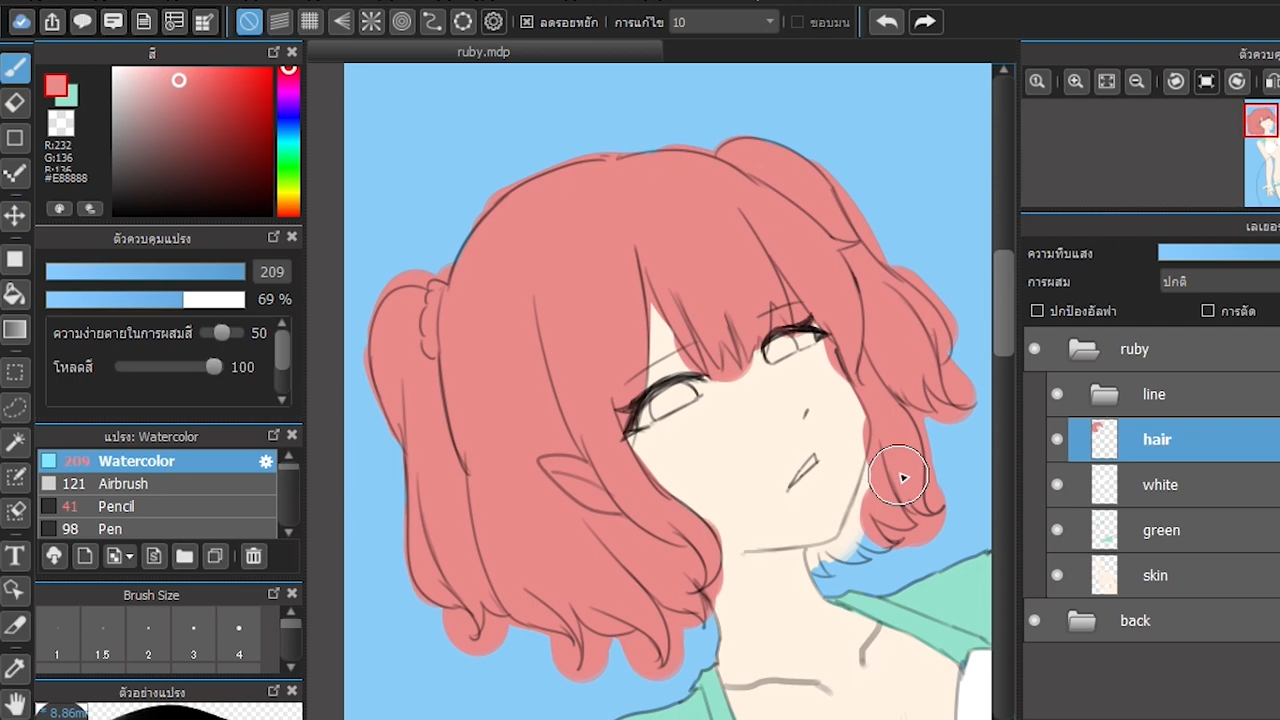 ลดรอยหยัก การแก้ไข 10 ขอบมน
สี ruby.mdp ตัวควบคุ
R:232
G:136
B:136
#E88888
ตัวควบคุมแปรง
209
69 %
ความง่ายดายในการผสมสี 50
โหลดสี 100
แปรง: Watercolor
209 Watercolor
121 Airbrush
41 Pencil
98 Pen
Brush Size
1 1.5 2 3 4
ตัวอย่างแปรง
8.86m
เลเยอร์
ความทึบแสง
การผสม ปกติ
ปกป้องอัลฟ่า การตัด
ruby
line
hair
white
green
skin
back